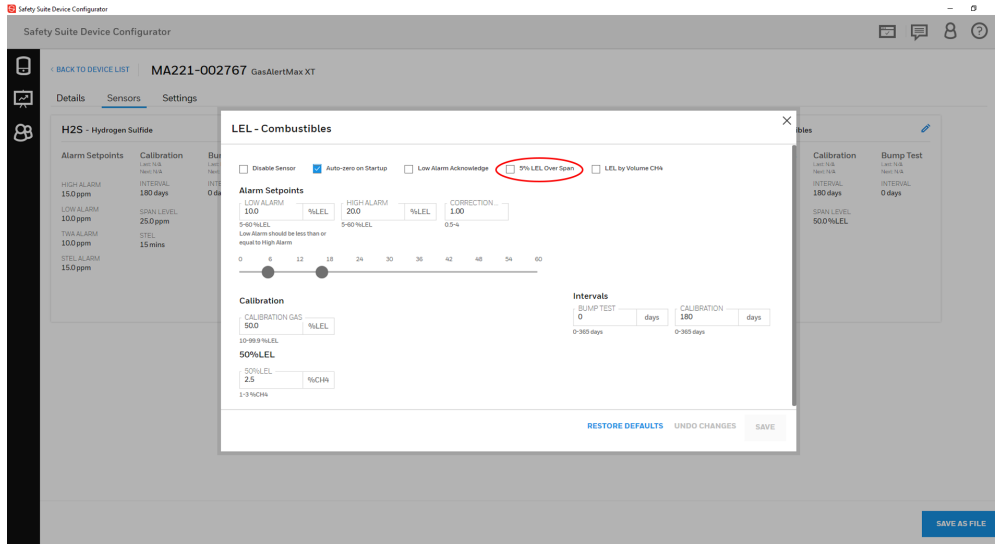 Safety Suite Device Configurator
Safety Suite Device Configurator
< BACK TO DEVICE LIST
MA221-002767 GasAlertMax XT
Details Sensors Settings
H2S - Hydrogen Sulfide
Alarm Setpoints
HIGH ALARM
15.0 ppm
LOW ALARM
10.0 ppm
TWA ALARM
10.0 ppm
STEL ALARM
15.0 ppm
Calibration
Last: N/A
Next: N/A
INTERVAL
180 days
SPAN LEVEL
25.0 ppm
STEL
15 mins
LEL - Combustibles
Disable Sensor
Auto-zero on Startup
Low Alarm Acknowledge
5% LEL Over Span
LEL by Volume CH4
Alarm Setpoints
LOW ALARM
10.0 %LEL
5-60 %LEL
Low Alarm should be less than or
equal to High Alarm
HIGH ALARM
20.0 %LEL
5-60 %LEL
CORRECTION...
1.00
0.5-4
0 6 12 18 24 30 36 42 48 54 60
Calibration
CALIBRATION GAS
50.0 %LEL
10-99.9 %LEL
50%LEL
50%LEL
2.5 %CH4
1-3 %CH4
Intervals
BUMP TEST
0 days
0-365 days
CALIBRATION
180 days
0-365 days
RESTORE DEFAULTS UNDO CHANGES SAVE
ibles
Calibration
Last: N/A
Next: N/A
INTERVAL
180 days
SPAN LEVEL
50.0 %LEL
Bump Test
Last: N/A
Next: N/A
INTERVAL
0 days
SAVE AS FILE